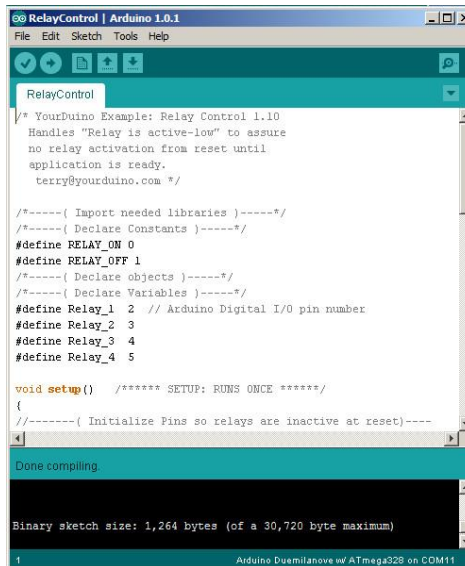 RelayControl | Arduino 1.0.1
File Edit Sketch Tools Help
RelayControl
/* YourDuino Example: Relay Control 1.10
Handles "Relay is active-low" to assure
no relay activation from reset until
application is ready.
terry@yourduino.com */
/*-----( Import needed libraries )-----*/
/*-----( Declare Constants )-----*/
#define RELAY_ON 0
#define RELAY_OFF 1
/*-----( Declare objects )-----*/
/*-----( Declare Variables )-----*/
#define Relay_1 2 // Arduino Digital I/O pin number
#define Relay_2 3
#define Relay_3 4
#define Relay_4 5
void setup() /****** SETUP: RUNS ONCE ******/
{
//-------( Initialize Pins so relays are inactive at reset)----
Done compiling.
Binary sketch size: 1,264 bytes (of a 30,720 byte maximum)
1 Arduino Duemilanove w/ ATmega328 on COM11